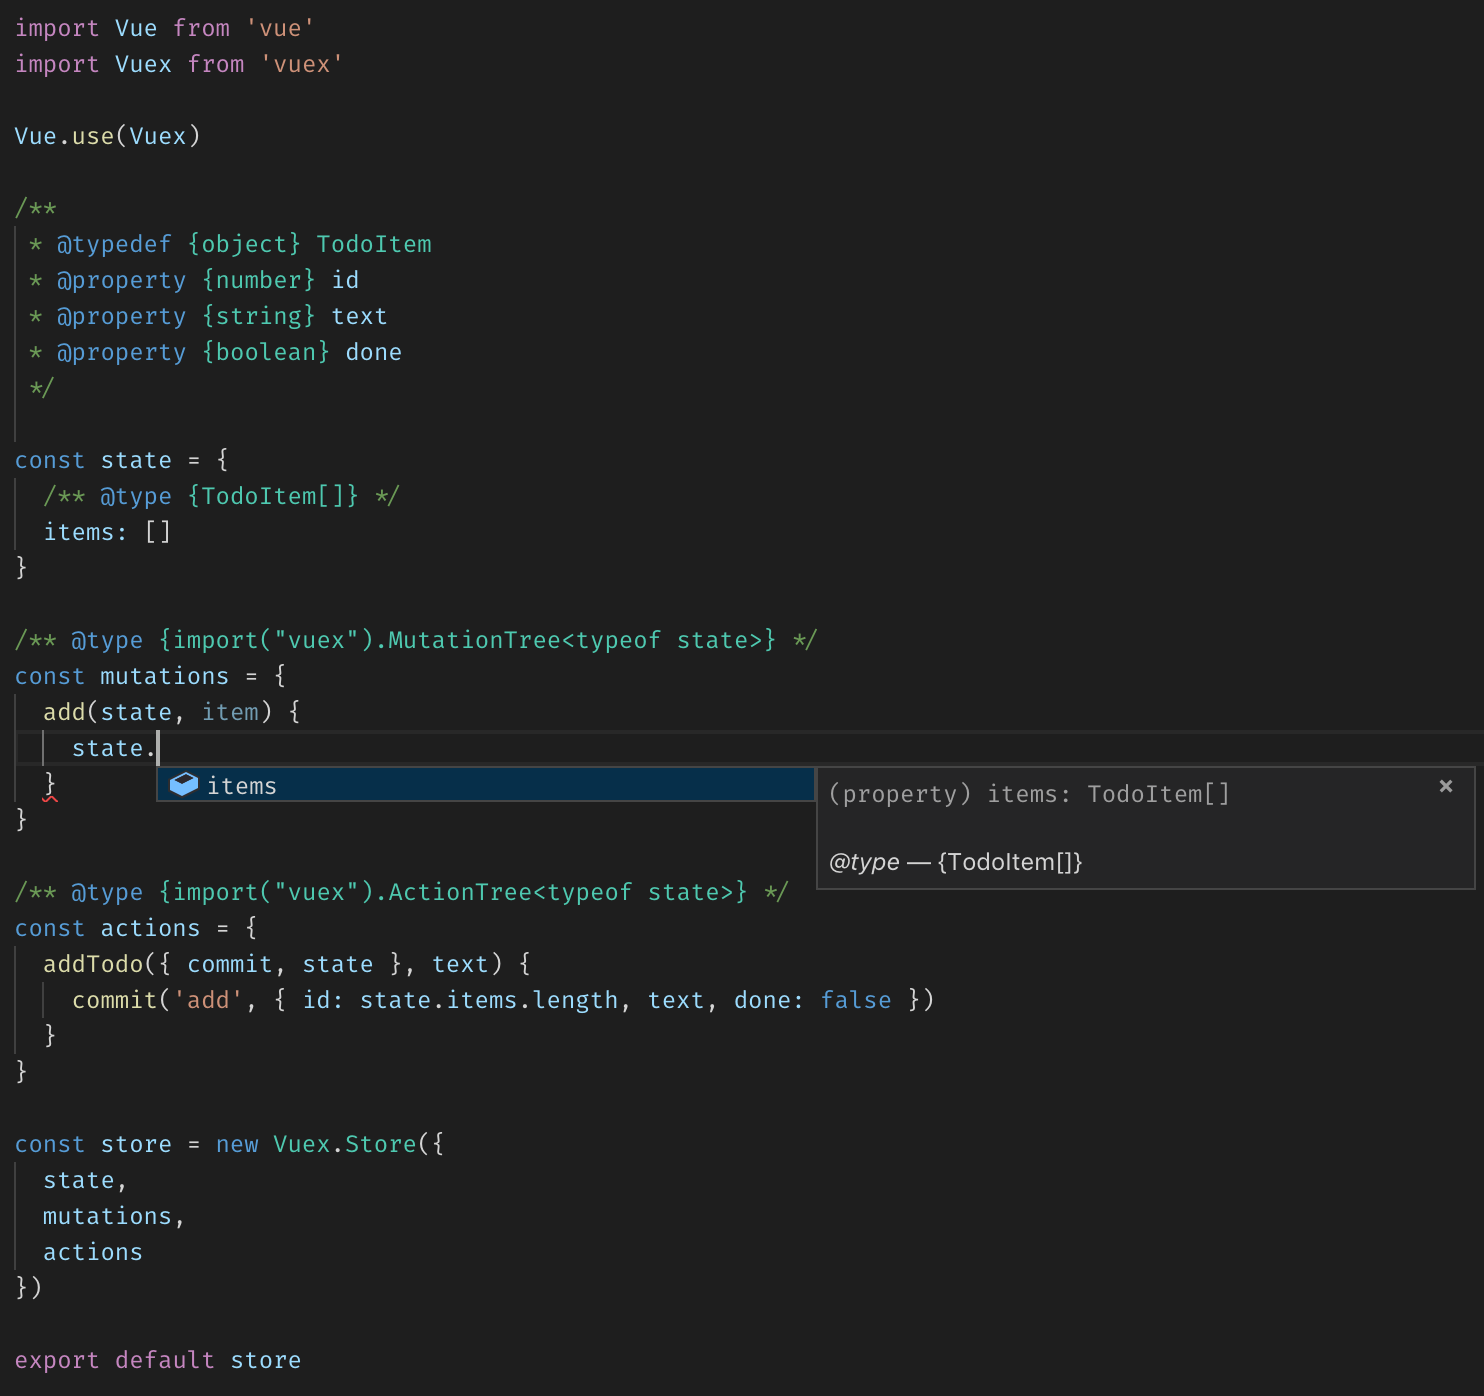 import Vue from 'vue'
import Vuex from 'vuex'
Vue.use(Vuex)
/**
* @typedef {object} TodoItem
* @property {number} id
* @property {string} text
* @property {boolean} done
*/
const state = {
/** @type {TodoItem[]} */
items: []
}
/** @type {import("vuex").MutationTree<typeof state>} */
const mutations = {
add(state, item) {
state.
}
items
(property) items: TodoItem[]
×
}
@type — {TodoItem[]}
/** @type {import("vuex").ActionTree<typeof state>} */
const actions = {
addTodo({ commit, state }, text) {
commit('add', { id: state.items.length, text, done: false })
}
}
const store = new Vuex.Store({
state,
mutations,
actions
})
export default store